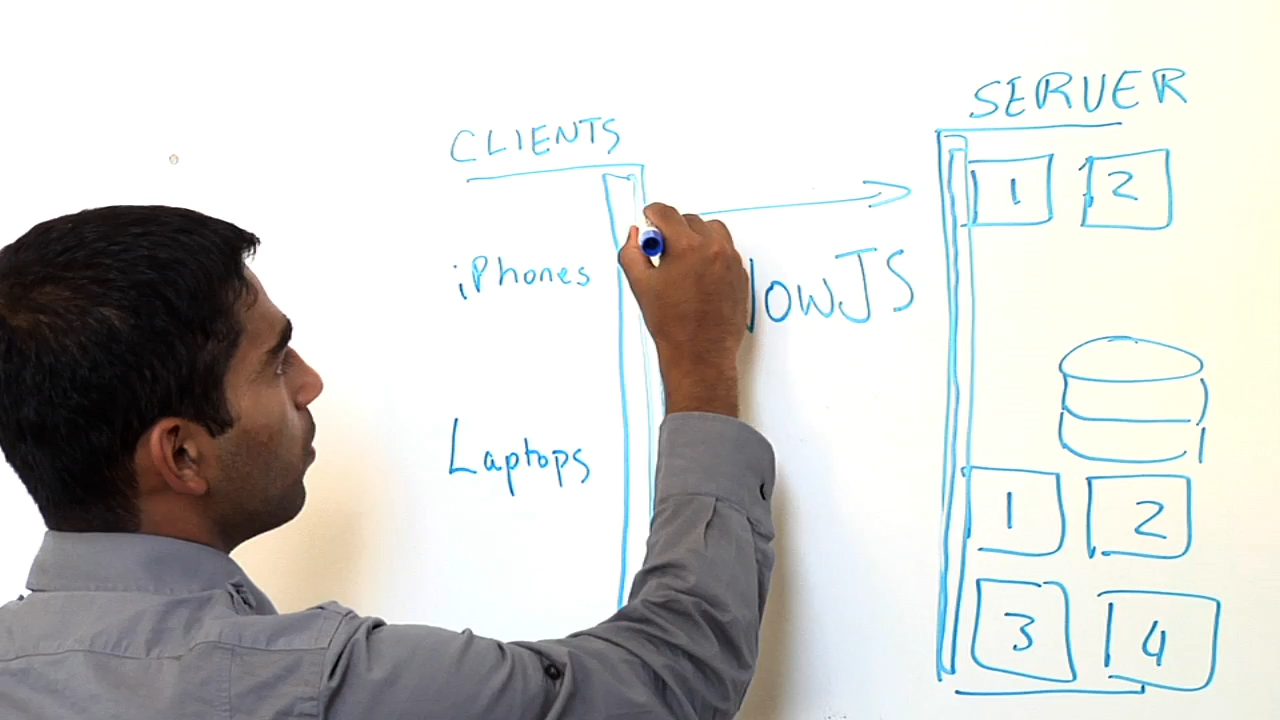 SERVER
CLIENTS
1 2
iPhones
owJS
Laptops
1 2
3 4